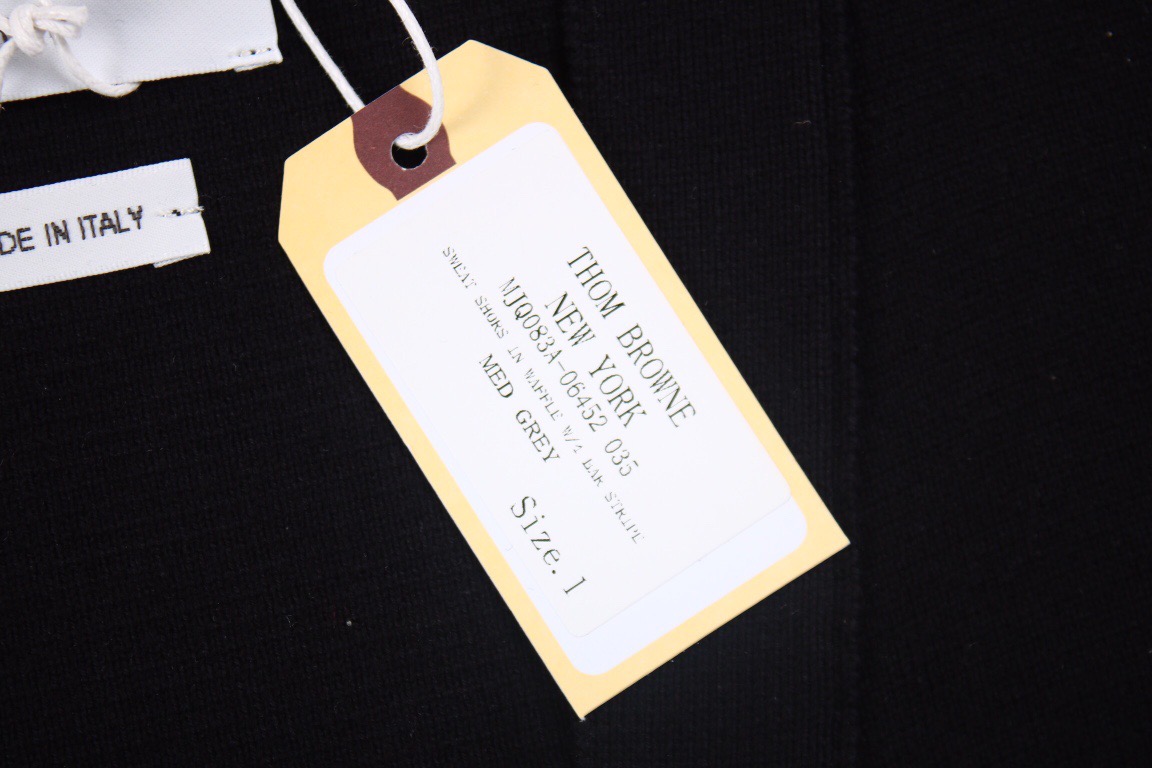 DE IN ITALY
THOM BROWNE
NEW YORK
MJQ083A-06452 035
SWEAT SHORS IN WAFFLE W/4 BAR STRIPE
MED GREY
Size. 1